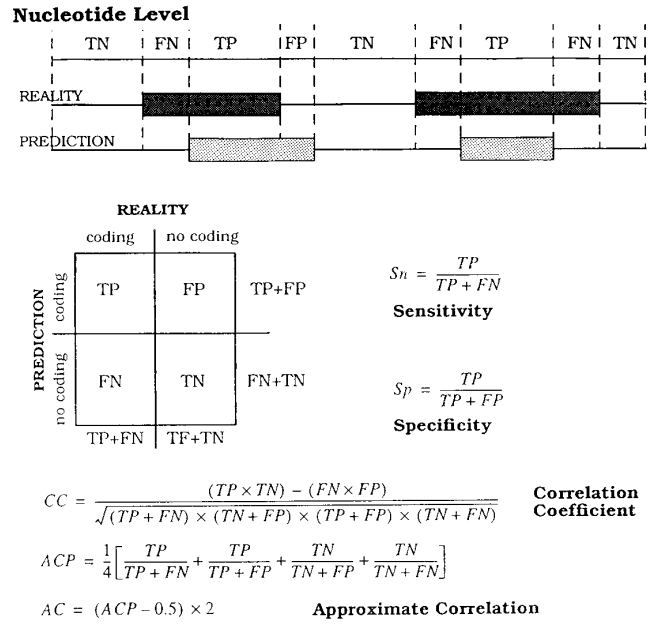 Nucleotide Level
TN FN TP FP TN FN TP FN TN
REALITY
PREDICTION
REALITY
coding no coding
PREDICTION
coding
TP FP TP+FP
no coding
FN TN FN+TN
TP+FN TF+TN
Sn = TP / (TP + FN)
Sensitivity
Sp = TP / (TP + FP)
Specificity
CC = ((TP × TN) − (FN × FP)) / √((TP + FN) × (TN + FP) × (TP + FP) × (TN + FN))
Correlation
Coefficient
ACP = 1/4 [TP / (TP + FN) + TP / (TP + FP) + TN / (TN + FP) + TN / (TN + FN)]
AC = (ACP − 0.5) × 2 Approximate Correlation